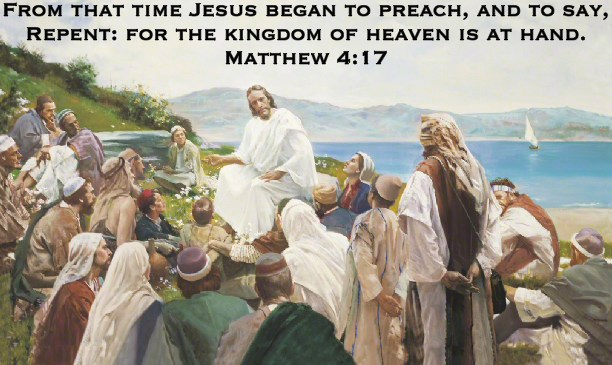 From that time Jesus began to preach, and to say,
Repent: for the kingdom of heaven is at hand.
Matthew 4:17